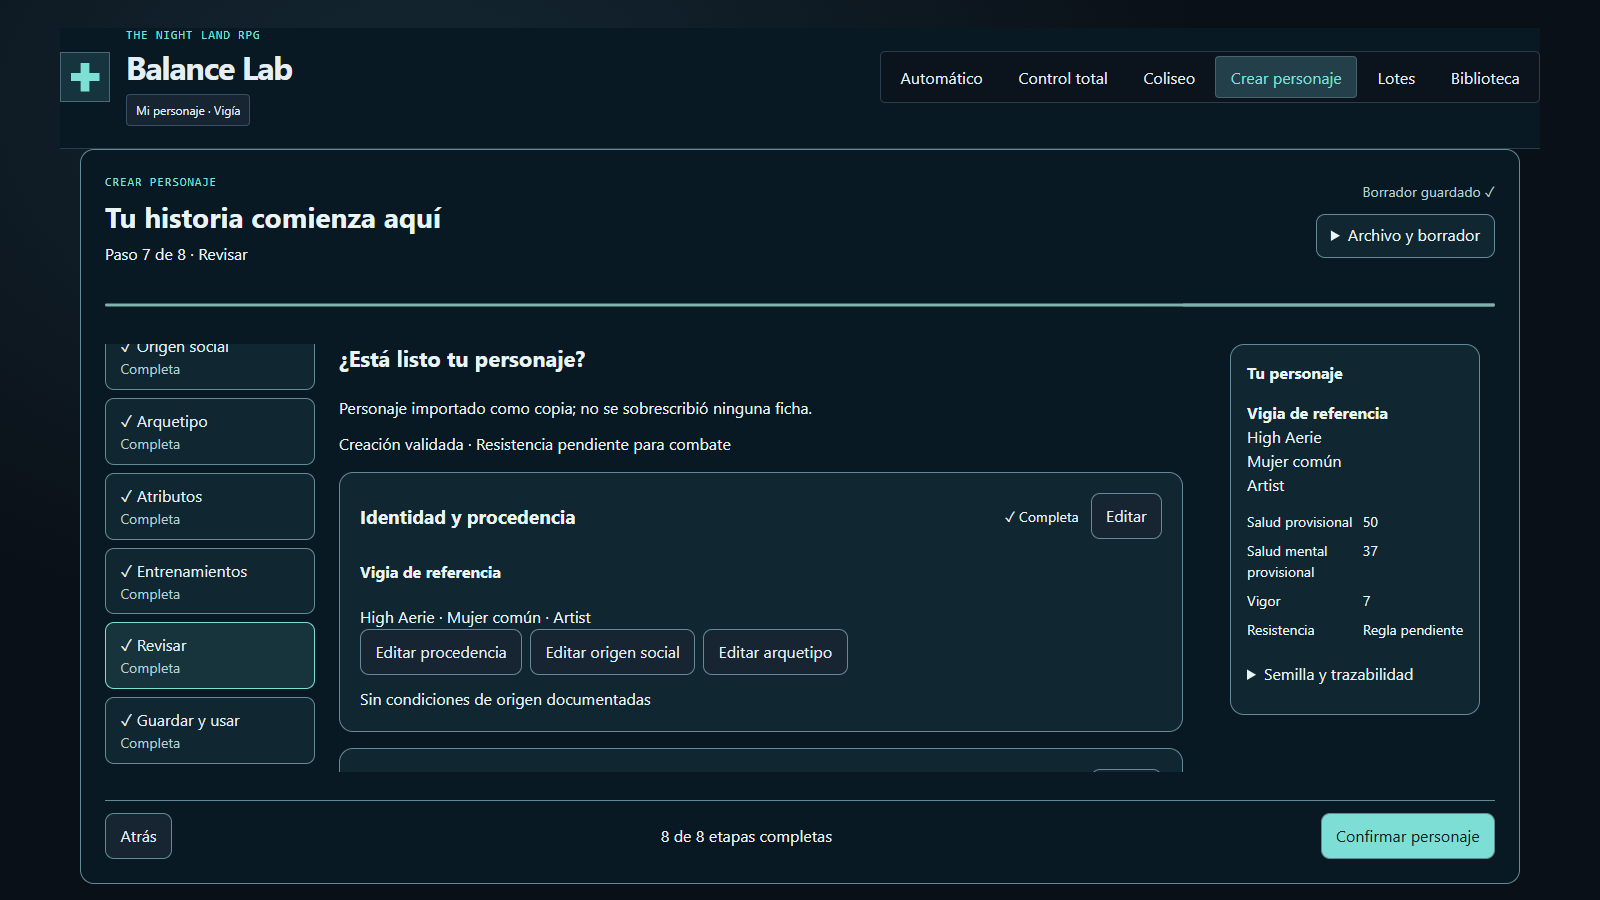 THE NIGHT LAND RPG
Balance Lab
Mi personaje · Vigía
Automático
Control total
Coliseo
Crear personaje
Lotes
Biblioteca
CREAR PERSONAJE
Tu historia comienza aquí
Paso 7 de 8 · Revisar
Borrador guardado ✓
▶ Archivo y borrador
✓ Origen social
Completa
✓ Arquetipo
Completa
✓ Atributos
Completa
✓ Entrenamientos
Completa
✓ Revisar
Completa
✓ Guardar y usar
Completa
¿Está listo tu personaje?
Personaje importado como copia; no se sobrescribió ninguna ficha.
Creación validada · Resistencia pendiente para combate
Identidad y procedencia
✓ Completa
Editar
Vigia de referencia
High Aerie · Mujer común · Artist
Editar procedencia
Editar origen social
Editar arquetipo
Sin condiciones de origen documentadas
Tu personaje
Vigia de referencia
High Aerie
Mujer común
Artist
Salud provisional 50
Salud mental provisional 37
Vigor 7
Resistencia Regla pendiente
▶ Semilla y trazabilidad
Atrás
8 de 8 etapas completas
Confirmar personaje